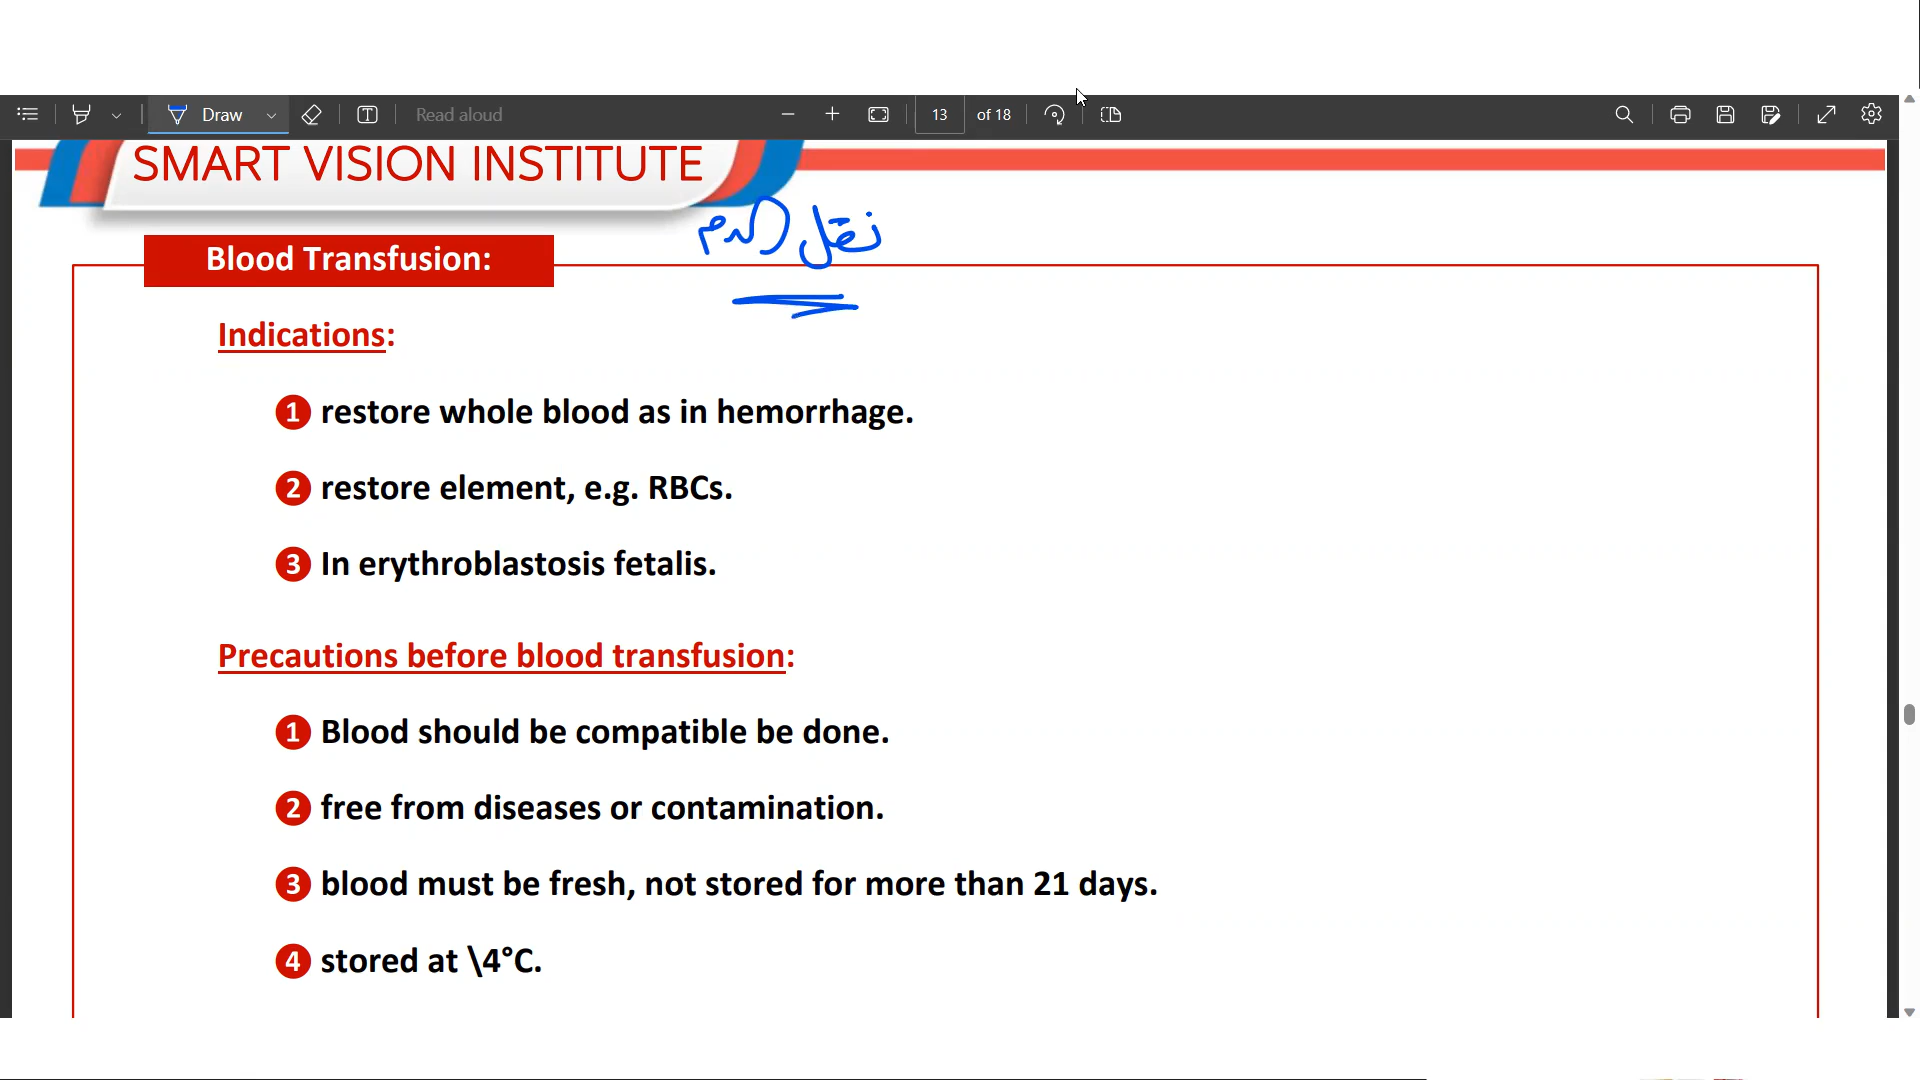 Draw
Read aloud
13 of 18
SMART VISION INSTITUTE
نقل الدم
Blood Transfusion:
Indications:
1 restore whole blood as in hemorrhage.
2 restore element, e.g. RBCs.
3 In erythroblastosis fetalis.
Precautions before blood transfusion:
1 Blood should be compatible be done.
2 free from diseases or contamination.
3 blood must be fresh, not stored for more than 21 days.
4 stored at \4°C.